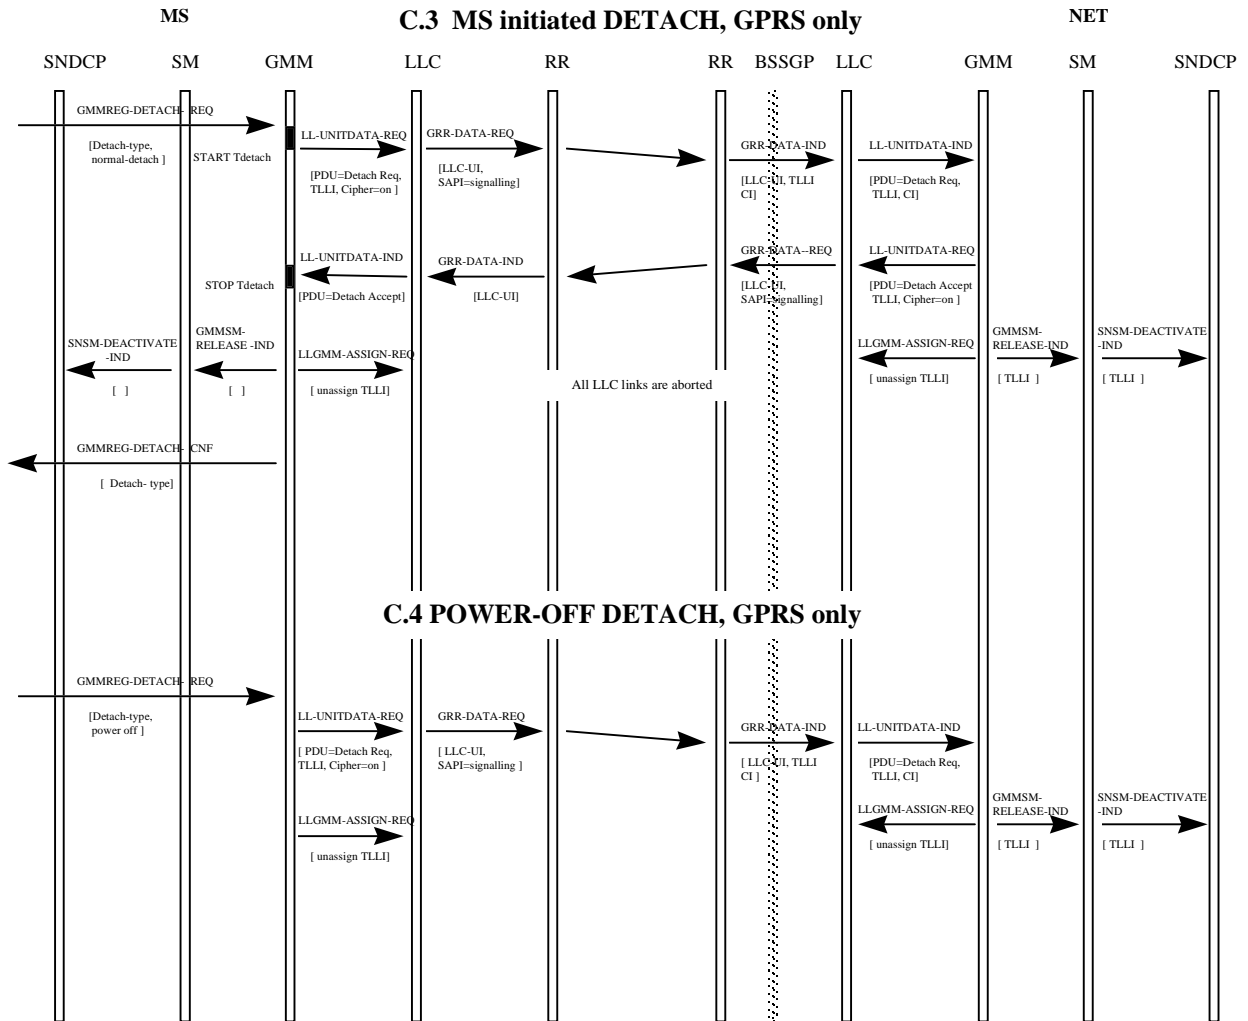 MS
C.3 MS initiated DETACH, GPRS only
NET
SNDCP SM GMM LLC RR RR BSSGP LLC GMM SM SNDCP
GMMREG-DETACH- REQ
[Detach-type,
normal-detach ]
START Tdetach
LL-UNITDATA-REQ
[PDU=Detach Req,
TLLI, Cipher=on ]
GRR-DATA-REQ
[LLC-UI,
SAPI=signalling]
GRR-DATA-IND
[LLC-UI, TLLI
CI]
LL-UNITDATA-IND
[PDU=Detach Req,
TLLI, CI]
LL-UNITDATA-IND
[PDU=Detach Accept]
STOP Tdetach
GRR-DATA-IND
[LLC-UI]
GRR-DATA--REQ
[LLC-UI,
SAPI=signalling]
LL-UNITDATA-REQ
[PDU=Detach Accept
TLLI, Cipher=on ]
SNSM-DEACTIVATE
-IND
[ ]
GMMSM-
RELEASE -IND
[ ]
LLGMM-ASSIGN-REQ
[ unassign TLLI]
All LLC links are aborted
LLGMM-ASSIGN-REQ
[ unassign TLLI]
GMMSM-
RELEASE-IND
[ TLLI ]
SNSM-DEACTIVATE
-IND
[ TLLI ]
GMMREG-DETACH- CNF
[ Detach- type]
C.4 POWER-OFF DETACH, GPRS only
GMMREG-DETACH- REQ
[Detach-type,
power off ]
LL-UNITDATA-REQ
[ PDU=Detach Req,
TLLI, Cipher=on ]
GRR-DATA-REQ
[ LLC-UI,
SAPI=signalling ]
GRR-DATA-IND
[ LLC-UI, TLLI
CI ]
LL-UNITDATA-IND
[PDU=Detach Req,
TLLI, CI]
LLGMM-ASSIGN-REQ
[ unassign TLLI]
LLGMM-ASSIGN-REQ
[ unassign TLLI]
GMMSM-
RELEASE-IND
[ TLLI ]
SNSM-DEACTIVATE
-IND
[ TLLI ]